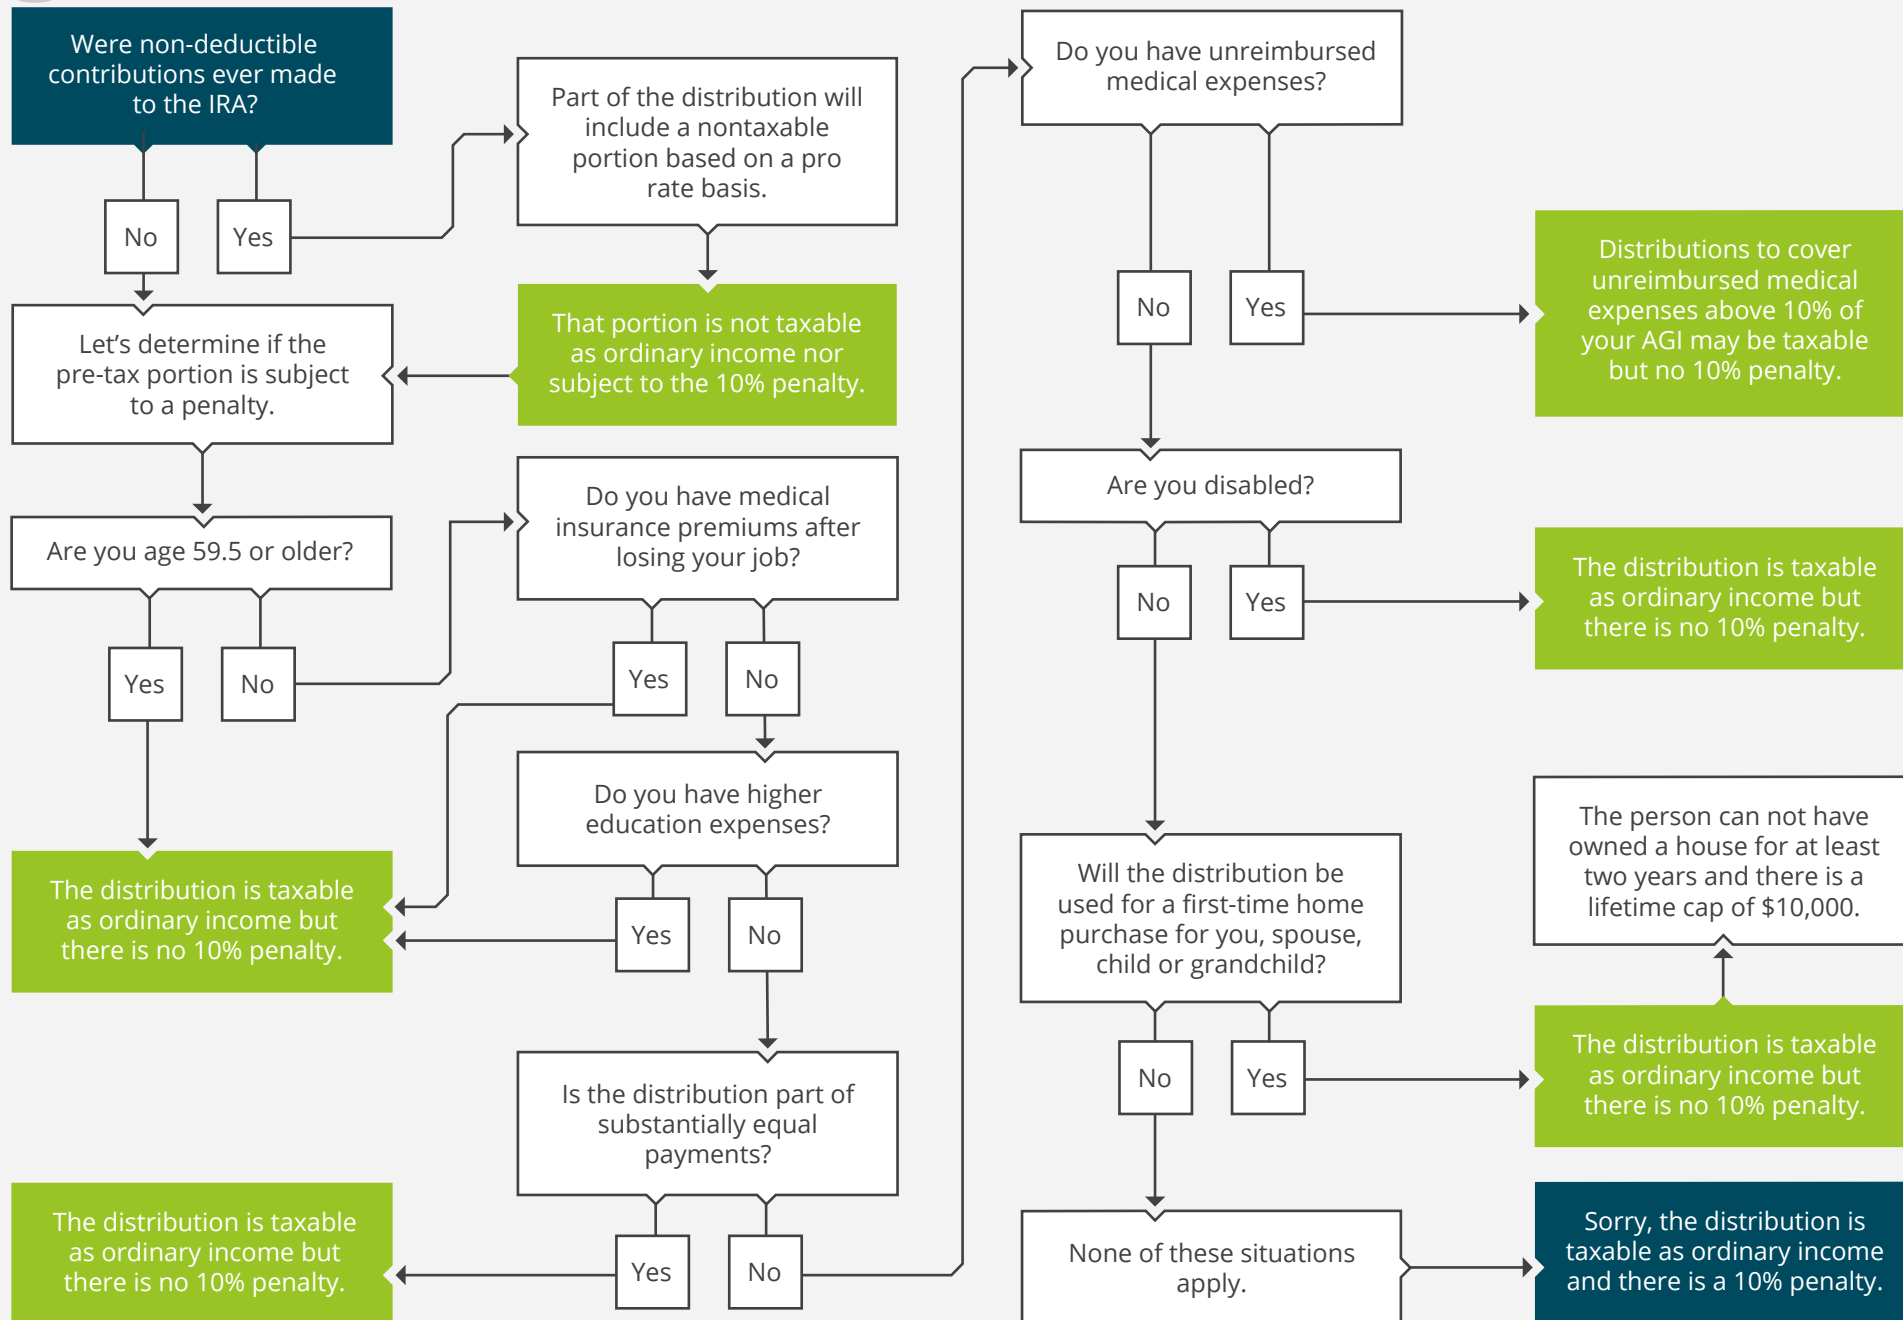 Were non-deductible
contributions ever made
to the IRA?
No
Yes
Part of the distribution will
include a nontaxable
portion based on a pro
rate basis.
That portion is not taxable
as ordinary income nor
subject to the 10% penalty.
Let's determine if the
pre-tax portion is subject
to a penalty.
Are you age 59.5 or older?
Yes
No
The distribution is taxable
as ordinary income but
there is no 10% penalty.
Do you have medical
insurance premiums after
losing your job?
Yes
No
Do you have higher
education expenses?
Yes
No
Is the distribution part of
substantially equal
payments?
Yes
No
The distribution is taxable
as ordinary income but
there is no 10% penalty.
Do you have unreimbursed
medical expenses?
No
Yes
Distributions to cover
unreimbursed medical
expenses above 10% of
your AGI may be taxable
but no 10% penalty.
Are you disabled?
No
Yes
The distribution is taxable
as ordinary income but
there is no 10% penalty.
Will the distribution be
used for a first-time home
purchase for you, spouse,
child or grandchild?
No
Yes
The distribution is taxable
as ordinary income but
there is no 10% penalty.
The person can not have
owned a house for at least
two years and there is a
lifetime cap of $10,000.
None of these situations
apply.
Sorry, the distribution is
taxable as ordinary income
and there is a 10% penalty.